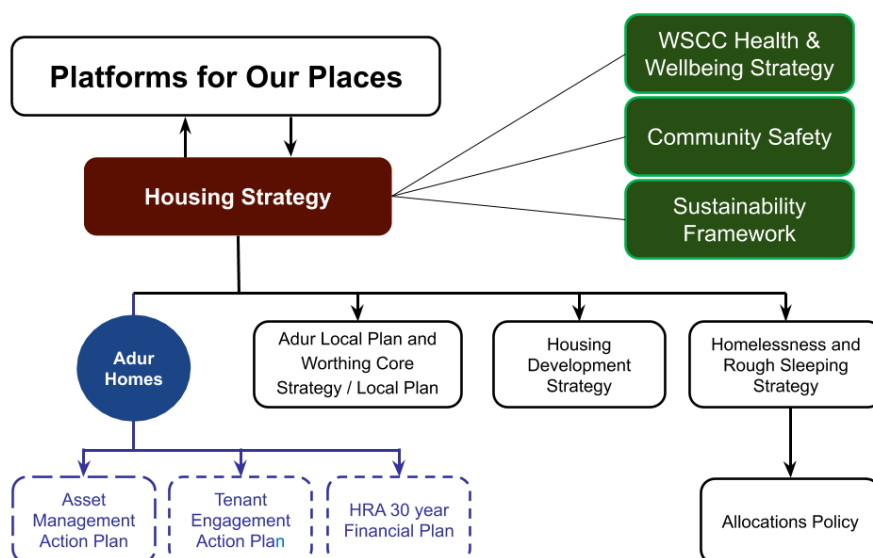 Platforms for Our Places
WSCC Health &
Wellbeing Strategy
Community Safety
Sustainability
Framework
Housing Strategy
Adur
Homes
Adur Local Plan and
Worthing Core
Strategy / Local Plan
Housing
Development
Strategy
Homelessness and
Rough Sleeping
Strategy
Asset
Management
Action Plan
Tenant
Engagement
Action Plan
HRA 30 year
Financial Plan
Allocations Policy